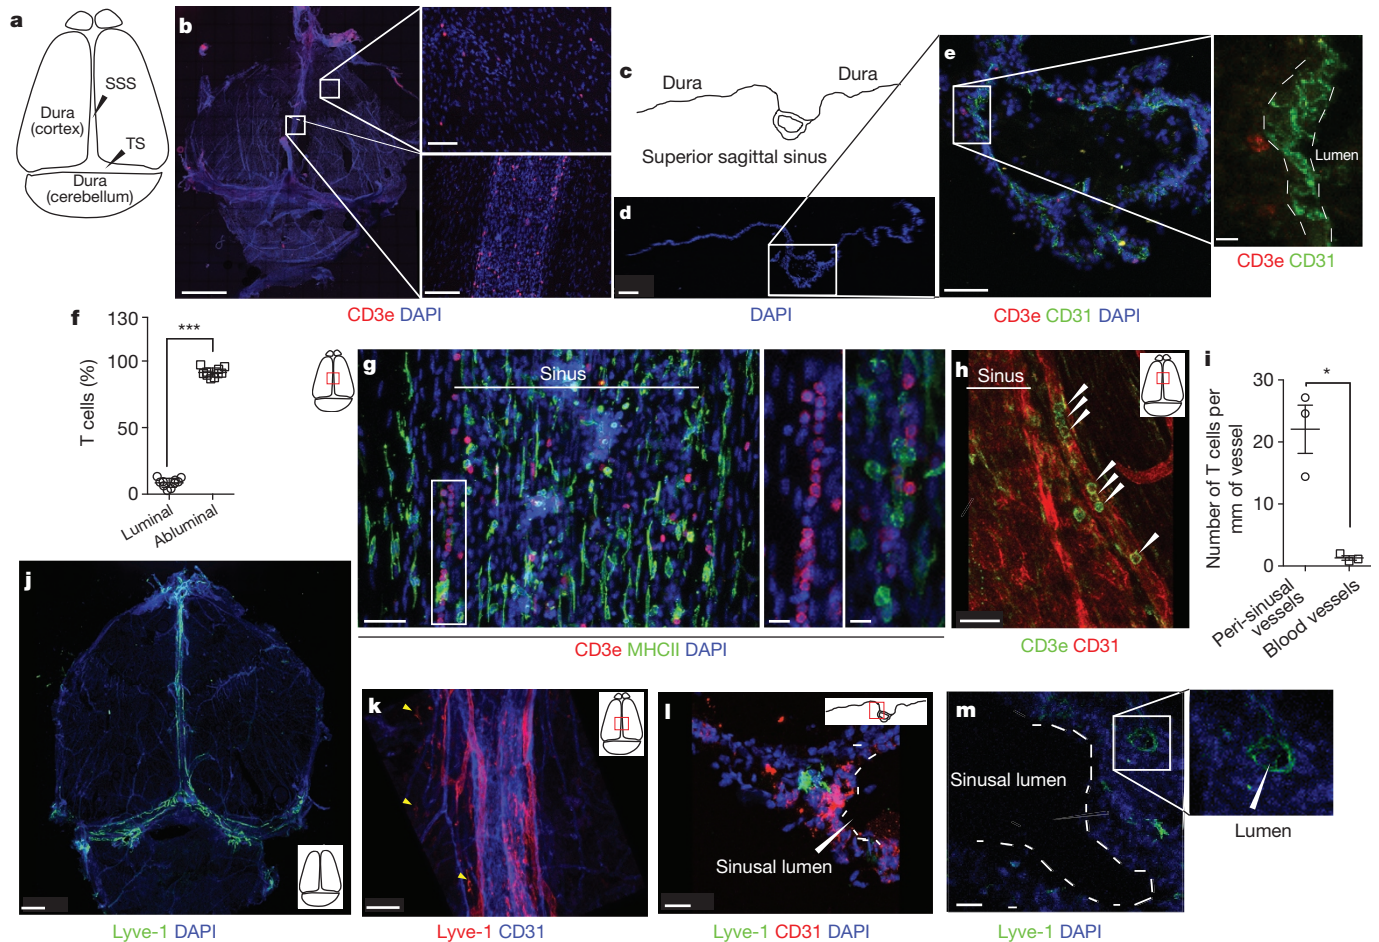 a
SSS
Dura
(cortex)
TS
Dura
(cerebellum)
b
CD3e DAPI
c
Dura
Dura
Superior sagittal sinus
d
DAPI
e
CD3e CD31 DAPI
Lumen
CD3e CD31
f
T cells (%)
130
100
50
0
***
Luminal
Abluminal
g
Sinus
CD3e MHCII DAPI
h
Sinus
CD3e CD31
i
Number of T cells per
mm of vessel
30
20
10
0
*
Peri-sinusal
vessels
Blood vessels
j
Lyve-1 DAPI
k
Lyve-1 CD31
l
Sinusal lumen
Lyve-1 CD31 DAPI
m
Sinusal lumen
Lyve-1 DAPI
Lumen